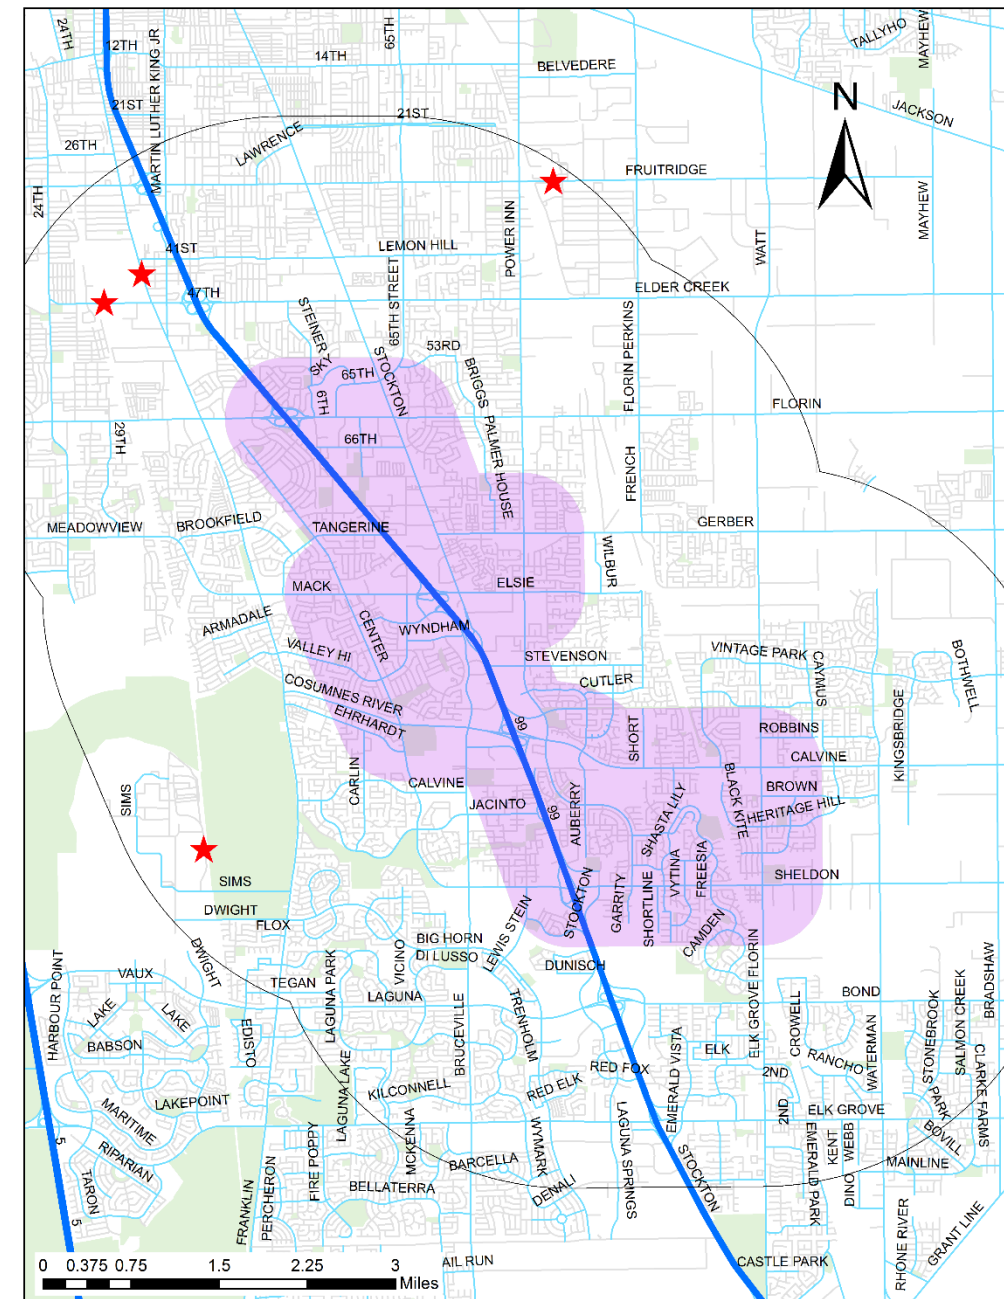 24TH
12TH
MARTIN LUTHER KING JR
65TH
14TH
BELVEDERE
TALLYHO
MAYHEW
JACKSON
N
21ST
21ST
26TH
LAWRENCE
24TH
FRUITRIDGE
MAYHEW
POWER INN
WATT
41ST
LEMON HILL
47TH
65TH STREET
ELDER CREEK
STEINER
SKY
STOCKTON
53RD
65TH
6TH
BRIGGS
PALMER HOUSE
FLORIN PERKINS
FLORIN
29TH
66TH
FRENCH
MEADOWVIEW
BROOKFIELD
TANGERINE
GERBER
WILBUR
MACK
ELSIE
ARMADALE
CENTER
WYNDHAM
VALLEY HI
STEVENSON
VINTAGE PARK
BOTHWELL
CAYMUS
CUTLER
COSUMNES RIVER
EHRHARDT
99
SHORT
ROBBINS
KINGSBRIDGE
CALVINE
CARLIN
CALVINE
BLACK KITE
BROWN
SIMS
JACINTO
99
AUBERRY
SHASTA LILY
HERITAGE HILL
SIMS
STOCKTON
GARRITY
SHORTLINE
VYTINA
FREESIA
SHELDON
DWIGHT
FLOX
LEWIS STEIN
CAMDEN
BIG HORN
DI LUSSO
DWIGHT
VICINO
DUNISCH
HARBOUR POINT
VAUX
TEGAN
LAGUNA PARK
LAGUNA
BRUCEVILLE
TRENHOLM
ELK GROVE FLORIN
CROWELL
BOND
WATERMAN
STONEBROOK
SALMON CREEK
BRADSHAW
LAKE
LAKE
BABSON
EDISTO
EMERALD VISTA
ELK
RANCHO
CLARKE FARMS
LAGUNA LAKE
KILCONNELL
RED ELK
RED FOX
2ND
2ND
LAKEPOINT
MARITIME
ELK GROVE
PARK
5
RIPARIAN
FIRE POPPY
MCKENNA
WYMARK
LAGUNA SPRINGS
EMERALD PARK
KENT
WEBB
BOVILL
BARCELLA
MAINLINE
TARON
FRANKLIN
PERCHERON
BELLATERRA
DENALI
STOCKTON
DINO
5
RHONE RIVER
GRANT LINE
AIL RUN
CASTLE PARK
0 0.375 0.75 1.5 2.25 3
Miles